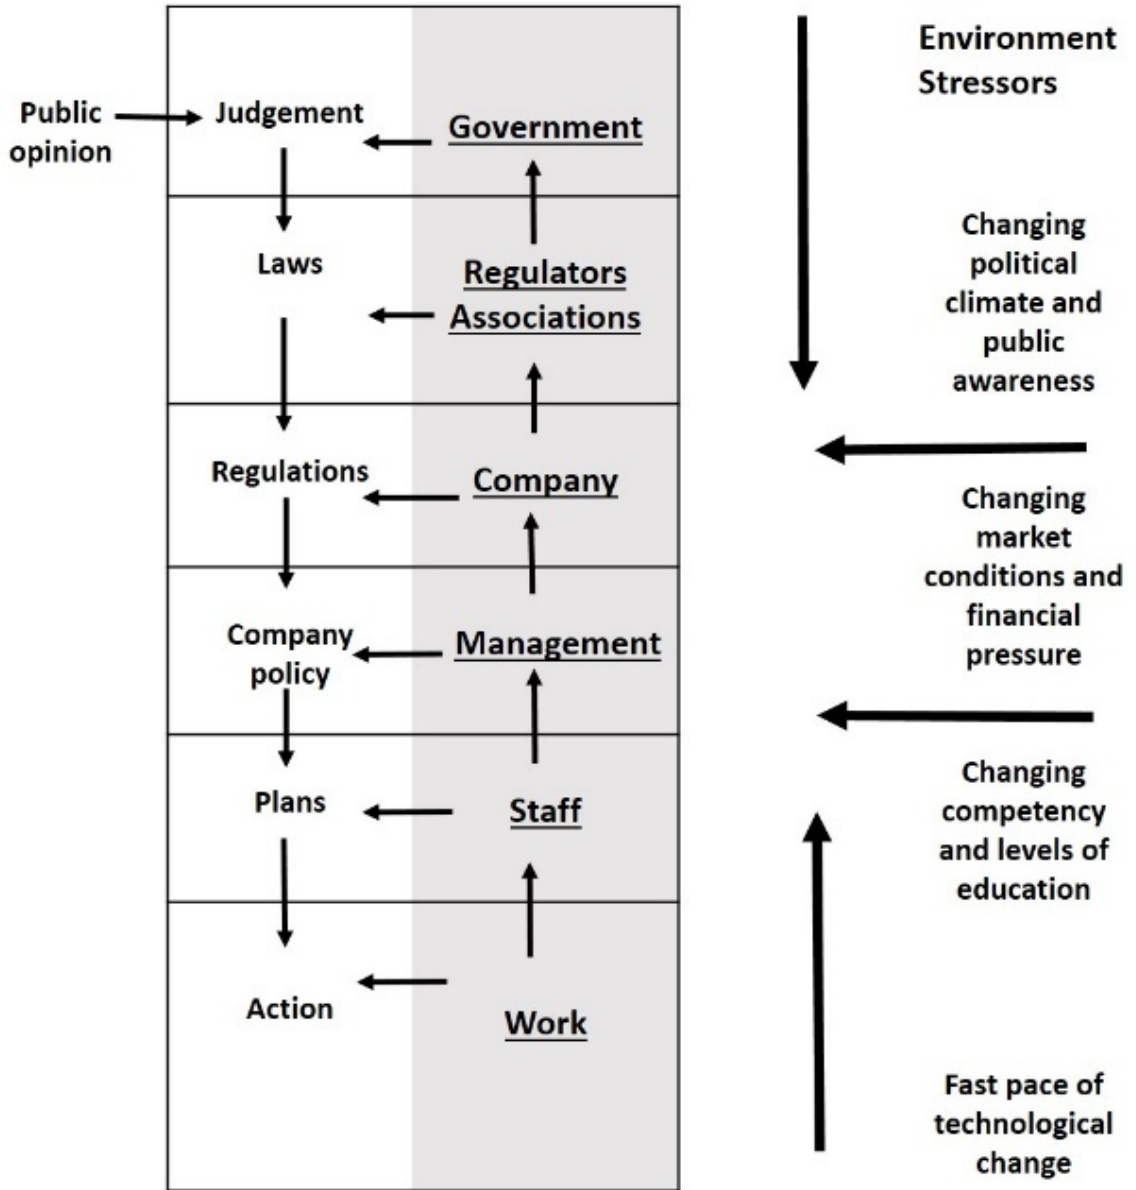 Public
opinion
Judgement
Government
Laws
Regulators
Associations
Regulations
Company
Company
policy
Management
Plans
Staff
Action
Work
Environment
Stressors
Changing
political
climate and
public
awareness
Changing
market
conditions and
financial
pressure
Changing
competency
and levels of
education
Fast pace of
technological
change